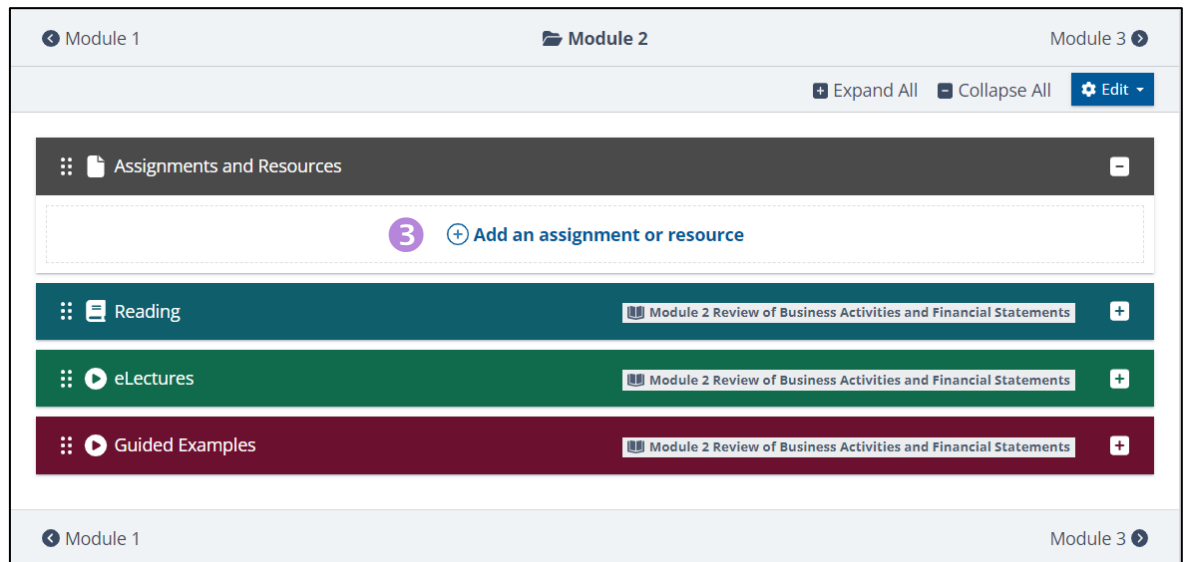 Module 1 Module 2 Module 3
Expand All Collapse All Edit
Assignments and Resources
3 Add an assignment or resource
Reading Module 2 Review of Business Activities and Financial Statements
eLectures Module 2 Review of Business Activities and Financial Statements
Guided Examples Module 2 Review of Business Activities and Financial Statements
Module 1 Module 3